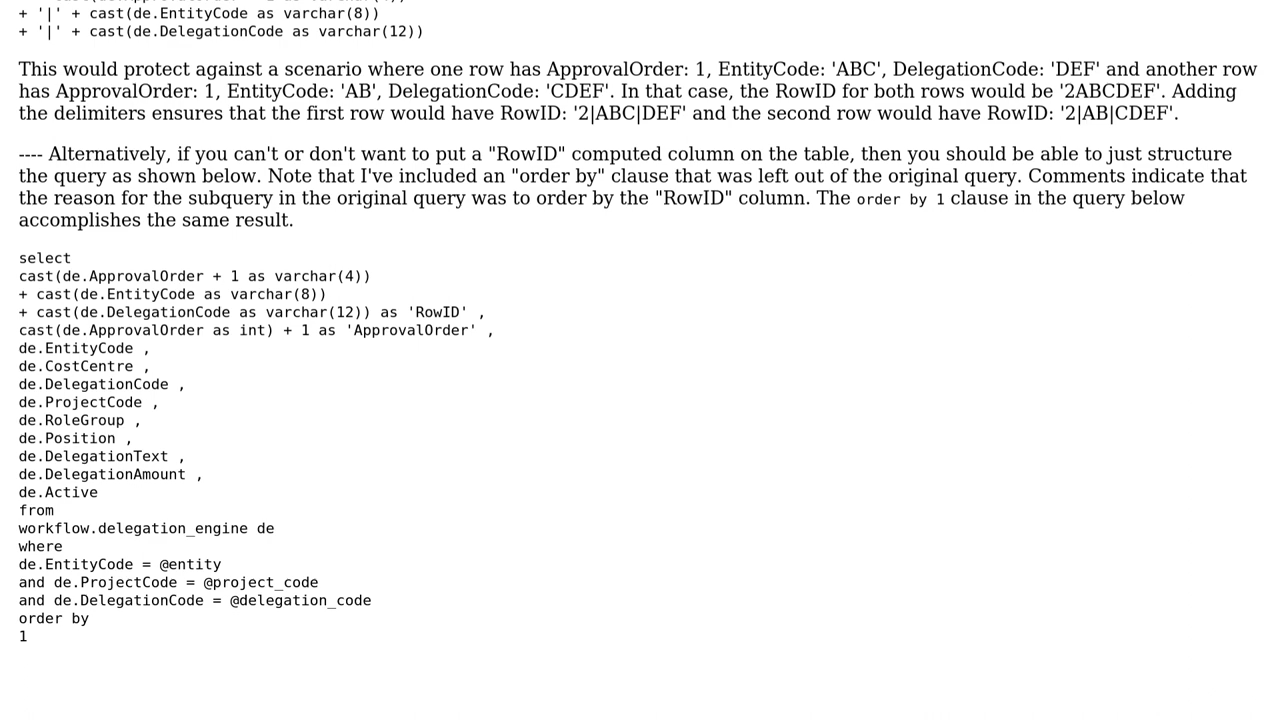 + '|' + cast(de.EntityCode as varchar(8))
+ '|' + cast(de.DelegationCode as varchar(12))
This would protect against a scenario where one row has ApprovalOrder: 1, EntityCode: 'ABC', DelegationCode: 'DEF' and another row
has ApprovalOrder: 1, EntityCode: 'AB', DelegationCode: 'CDEF'. In that case, the RowID for both rows would be '2ABCDEF'. Adding
the delimiters ensures that the first row would have RowID: '2|ABC|DEF' and the second row would have RowID: '2|AB|CDEF'.
---- Alternatively, if you can't or don't want to put a "RowID" computed column on the table, then you should be able to just structure
the query as shown below. Note that I've included an "order by" clause that was left out of the original query. Comments indicate that
the reason for the subquery in the original query was to order by the "RowID" column. The order by 1 clause in the query below
accomplishes the same result.
select
cast(de.ApprovalOrder + 1 as varchar(4))
+ cast(de.EntityCode as varchar(8))
+ cast(de.DelegationCode as varchar(12)) as 'RowID' ,
cast(de.ApprovalOrder as int) + 1 as 'ApprovalOrder' ,
de.EntityCode ,
de.CostCentre ,
de.DelegationCode ,
de.ProjectCode ,
de.RoleGroup ,
de.Position ,
de.DelegationText ,
de.DelegationAmount ,
de.Active
from
workflow.delegation_engine de
where
de.EntityCode = @entity
and de.ProjectCode = @project_code
and de.DelegationCode = @delegation_code
order by
1